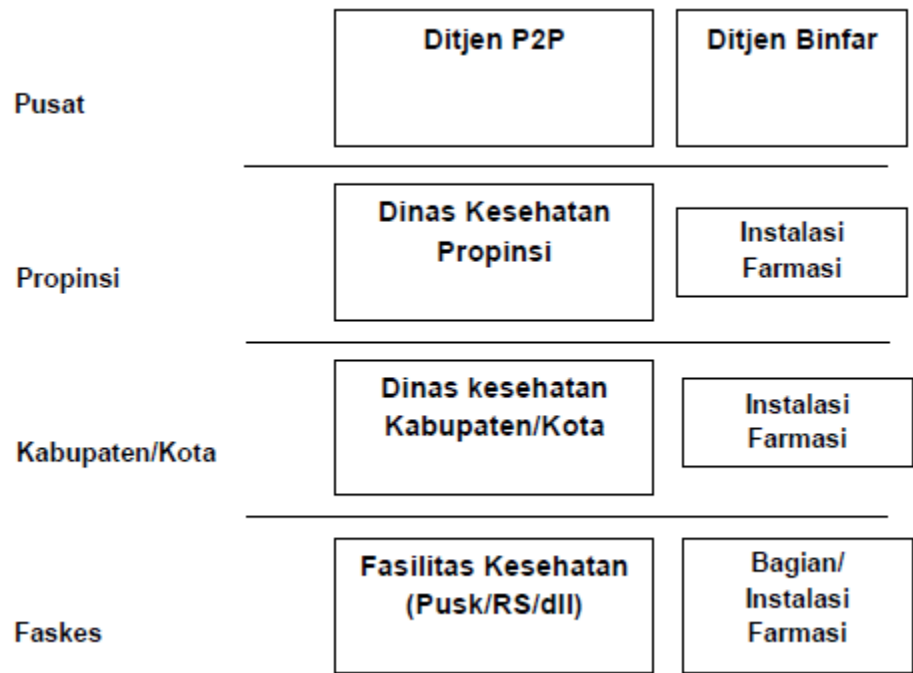 Ditjen P2P
Ditjen Binfar
Pusat
Dinas Kesehatan
Propinsi
Instalasi
Farmasi
Propinsi
Dinas kesehatan
Kabupaten/Kota
Instalasi
Farmasi
Kabupaten/Kota
Fasilitas Kesehatan
(Pusk/RS/dll)
Bagian/
Instalasi
Farmasi
Faskes